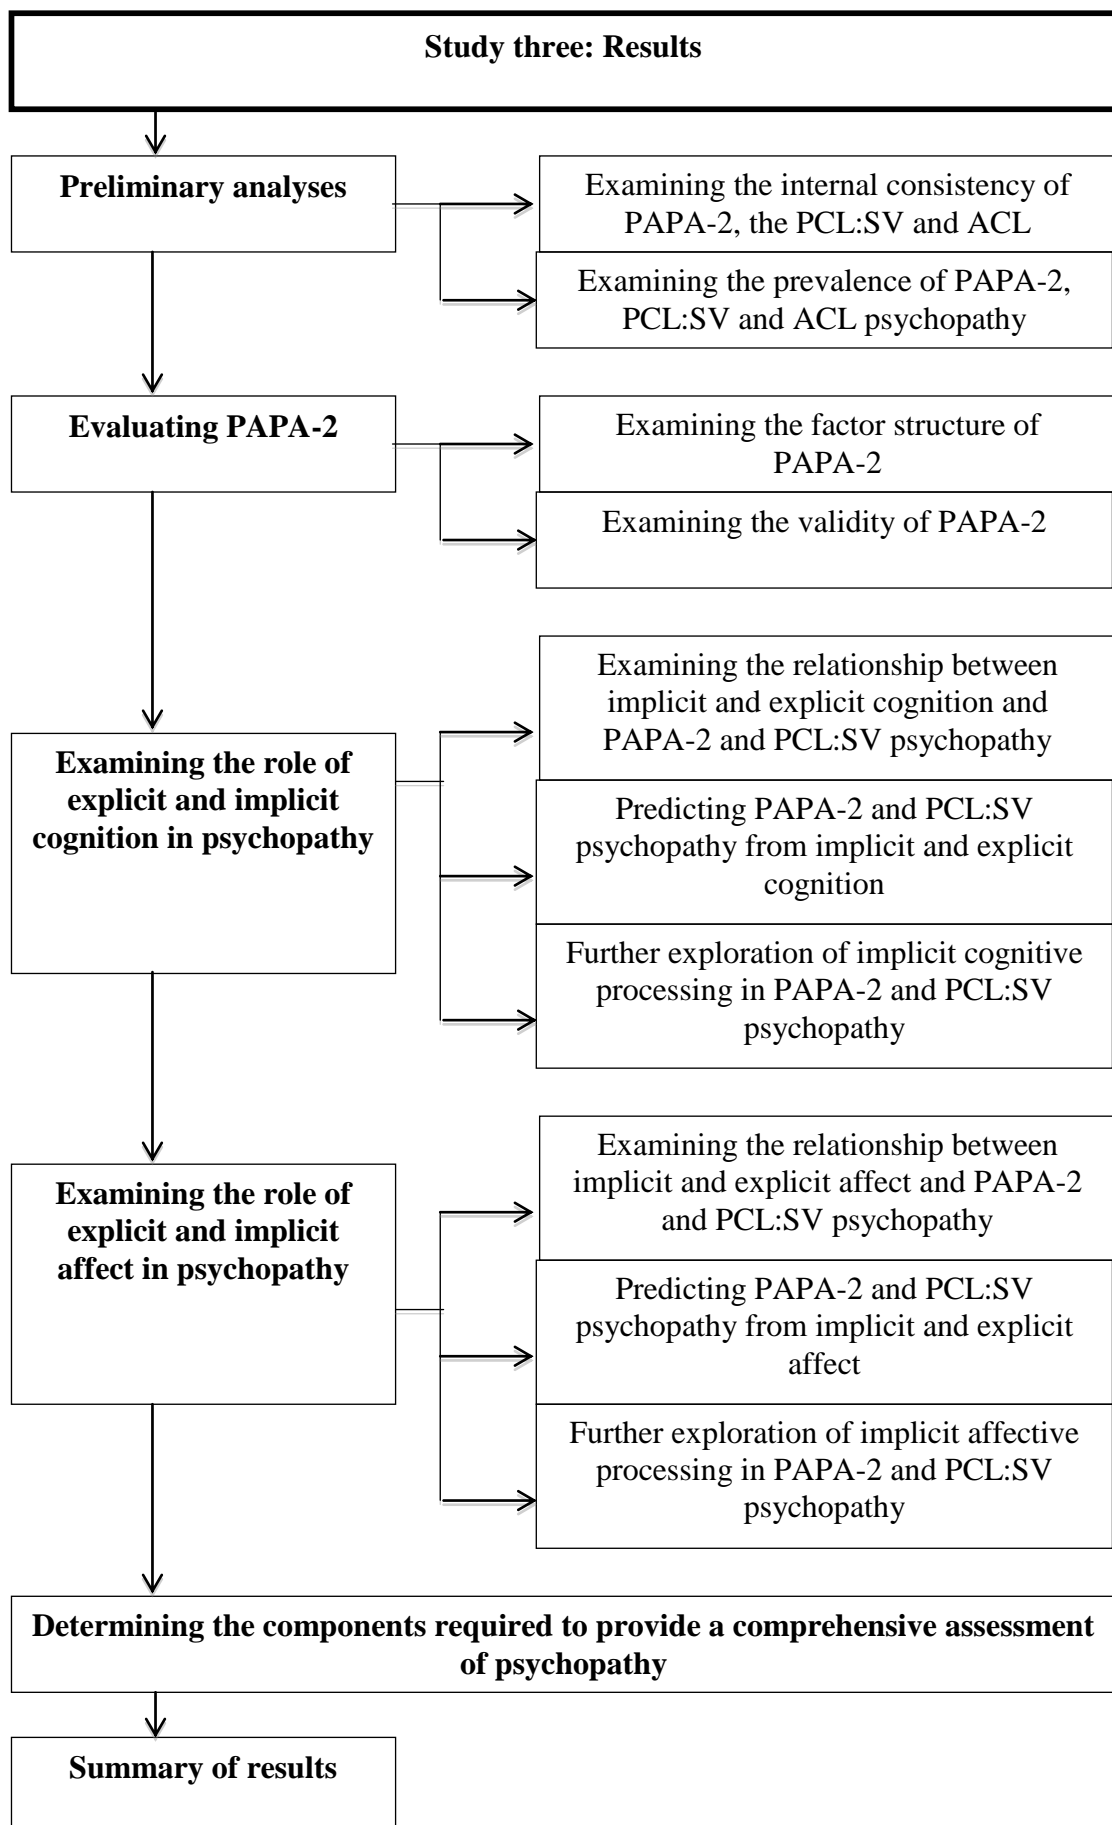 Study three: Results
Preliminary analyses
Examining the internal consistency of
PAPA-2, the PCL:SV and ACL
Examining the prevalence of PAPA-2,
PCL:SV and ACL psychopathy
Evaluating PAPA-2
Examining the factor structure of
PAPA-2
Examining the validity of PAPA-2
Examining the role of
explicit and implicit
cognition in psychopathy
Examining the relationship between
implicit and explicit cognition and
PAPA-2 and PCL:SV psychopathy
Predicting PAPA-2 and PCL:SV
psychopathy from implicit and explicit
cognition
Further exploration of implicit cognitive
processing in PAPA-2 and PCL:SV
psychopathy
Examining the role of
explicit and implicit
affect in psychopathy
Examining the relationship between
implicit and explicit affect and PAPA-2
and PCL:SV psychopathy
Predicting PAPA-2 and PCL:SV
psychopathy from implicit and explicit
affect
Further exploration of implicit affective
processing in PAPA-2 and PCL:SV
psychopathy
Determining the components required to provide a comprehensive assessment
of psychopathy
Summary of results